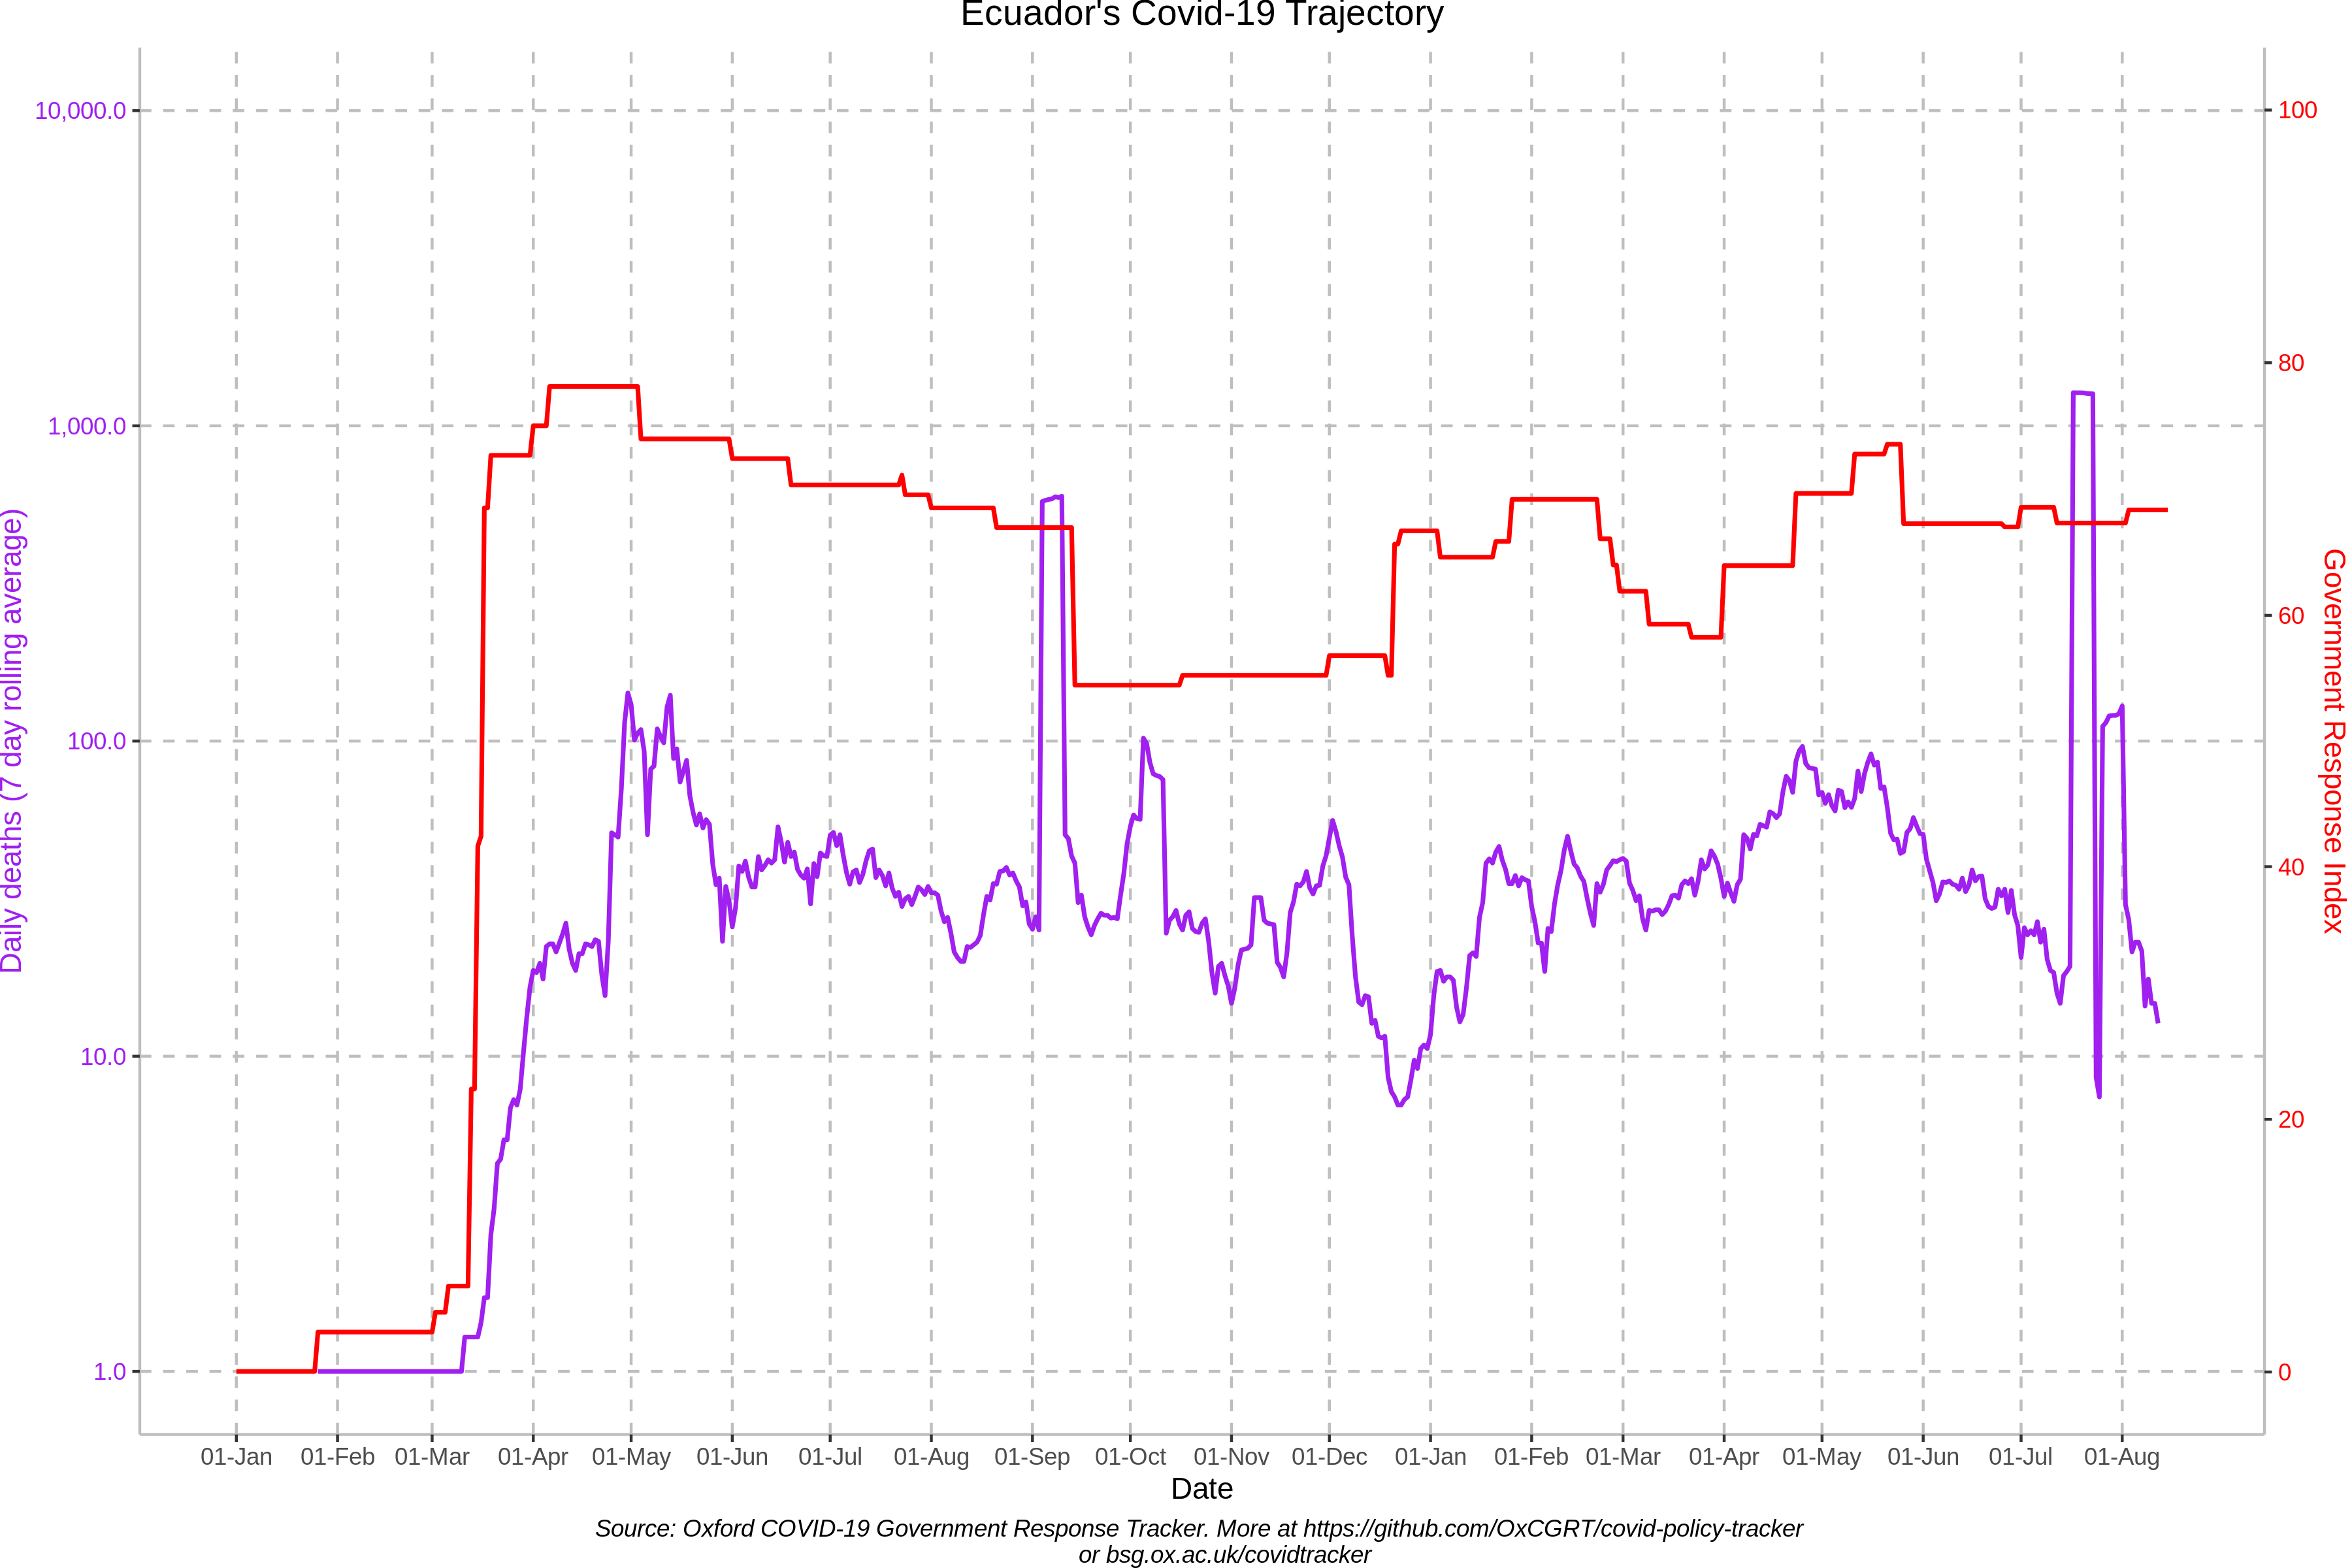 Ecuador's Covid-19 Trajectory
10,000.0
1,000.0
100.0
10.0
1.0
Daily deaths (7 day rolling average)
100
80
60
40
20
0
Government Response Index
01-Jan 01-Feb 01-Mar 01-Apr 01-May 01-Jun 01-Jul 01-Aug 01-Sep 01-Oct 01-Nov 01-Dec 01-Jan 01-Feb 01-Mar 01-Apr 01-May 01-Jun 01-Jul 01-Aug
Date
Source: Oxford COVID-19 Government Response Tracker. More at https://github.com/OxCGRT/covid-policy-tracker
or bsg.ox.ac.uk/covidtracker